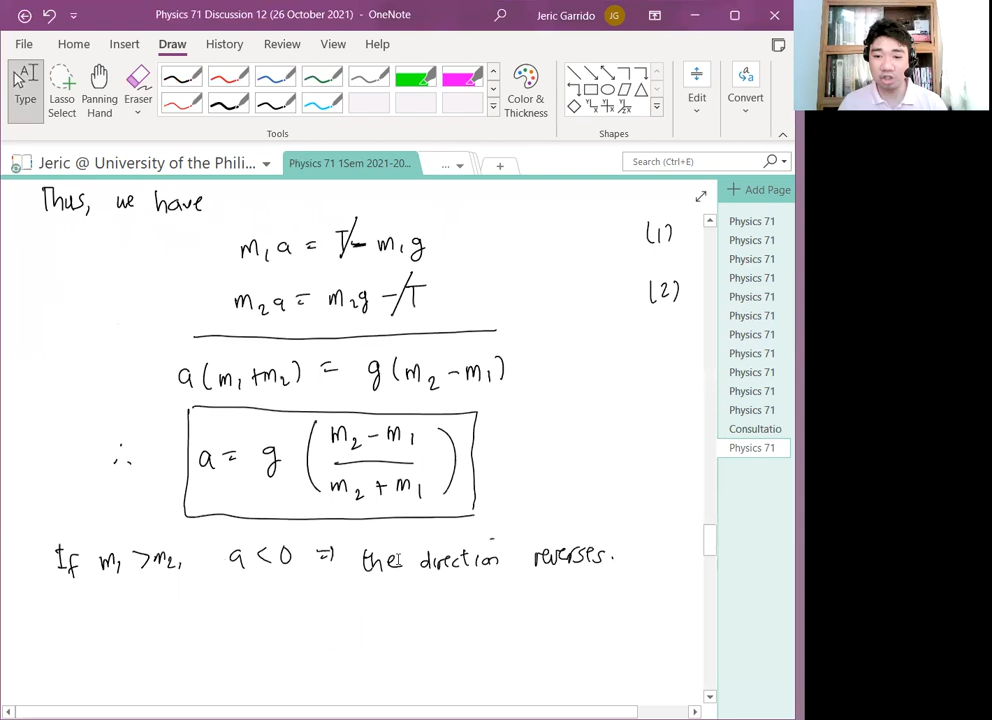 Physics 71 Discussion 12 (26 October 2021) - OneNote
Jeric Garrido JG
File Home Insert Draw History Review View Help
Type
Lasso Select
Panning Hand
Eraser
Color & Thickness
Edit
Convert
Tools
Shapes
Jeric @ University of the Phili...
Physics 71 1Sem 2021-20...
...
Search (Ctrl+E)
Add Page
Thus, we have
m₁a = T - m₁g (1)
m₂a = m₂g - T (2)
a(m₁+m₂) = g(m₂-m₁)
∴ a = g ( (m₂ - m₁) / (m₂ + m₁) )
If m₁ > m₂, a < 0 ⇒ the direction reverses.
Physics 71
Physics 71
Physics 71
Physics 71
Physics 71
Physics 71
Physics 71
Physics 71
Physics 71
Physics 71
Physics 71
Consultatio
Physics 71